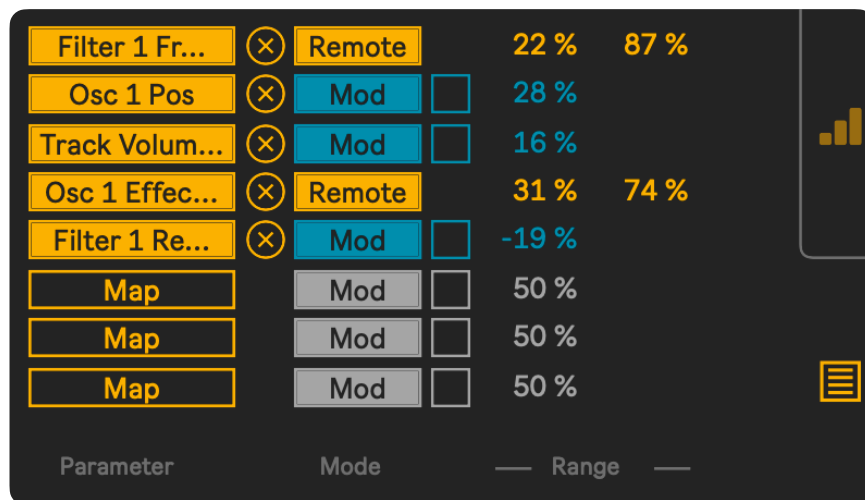 Filter 1 Fr... Remote 22 % 87 %
Osc 1 Pos Mod 28 %
Track Volum... Mod 16 %
Osc 1 Effec... Remote 31 % 74 %
Filter 1 Re... Mod -19 %
Map Mod 50 %
Map Mod 50 %
Map Mod 50 %
Parameter Mode Range